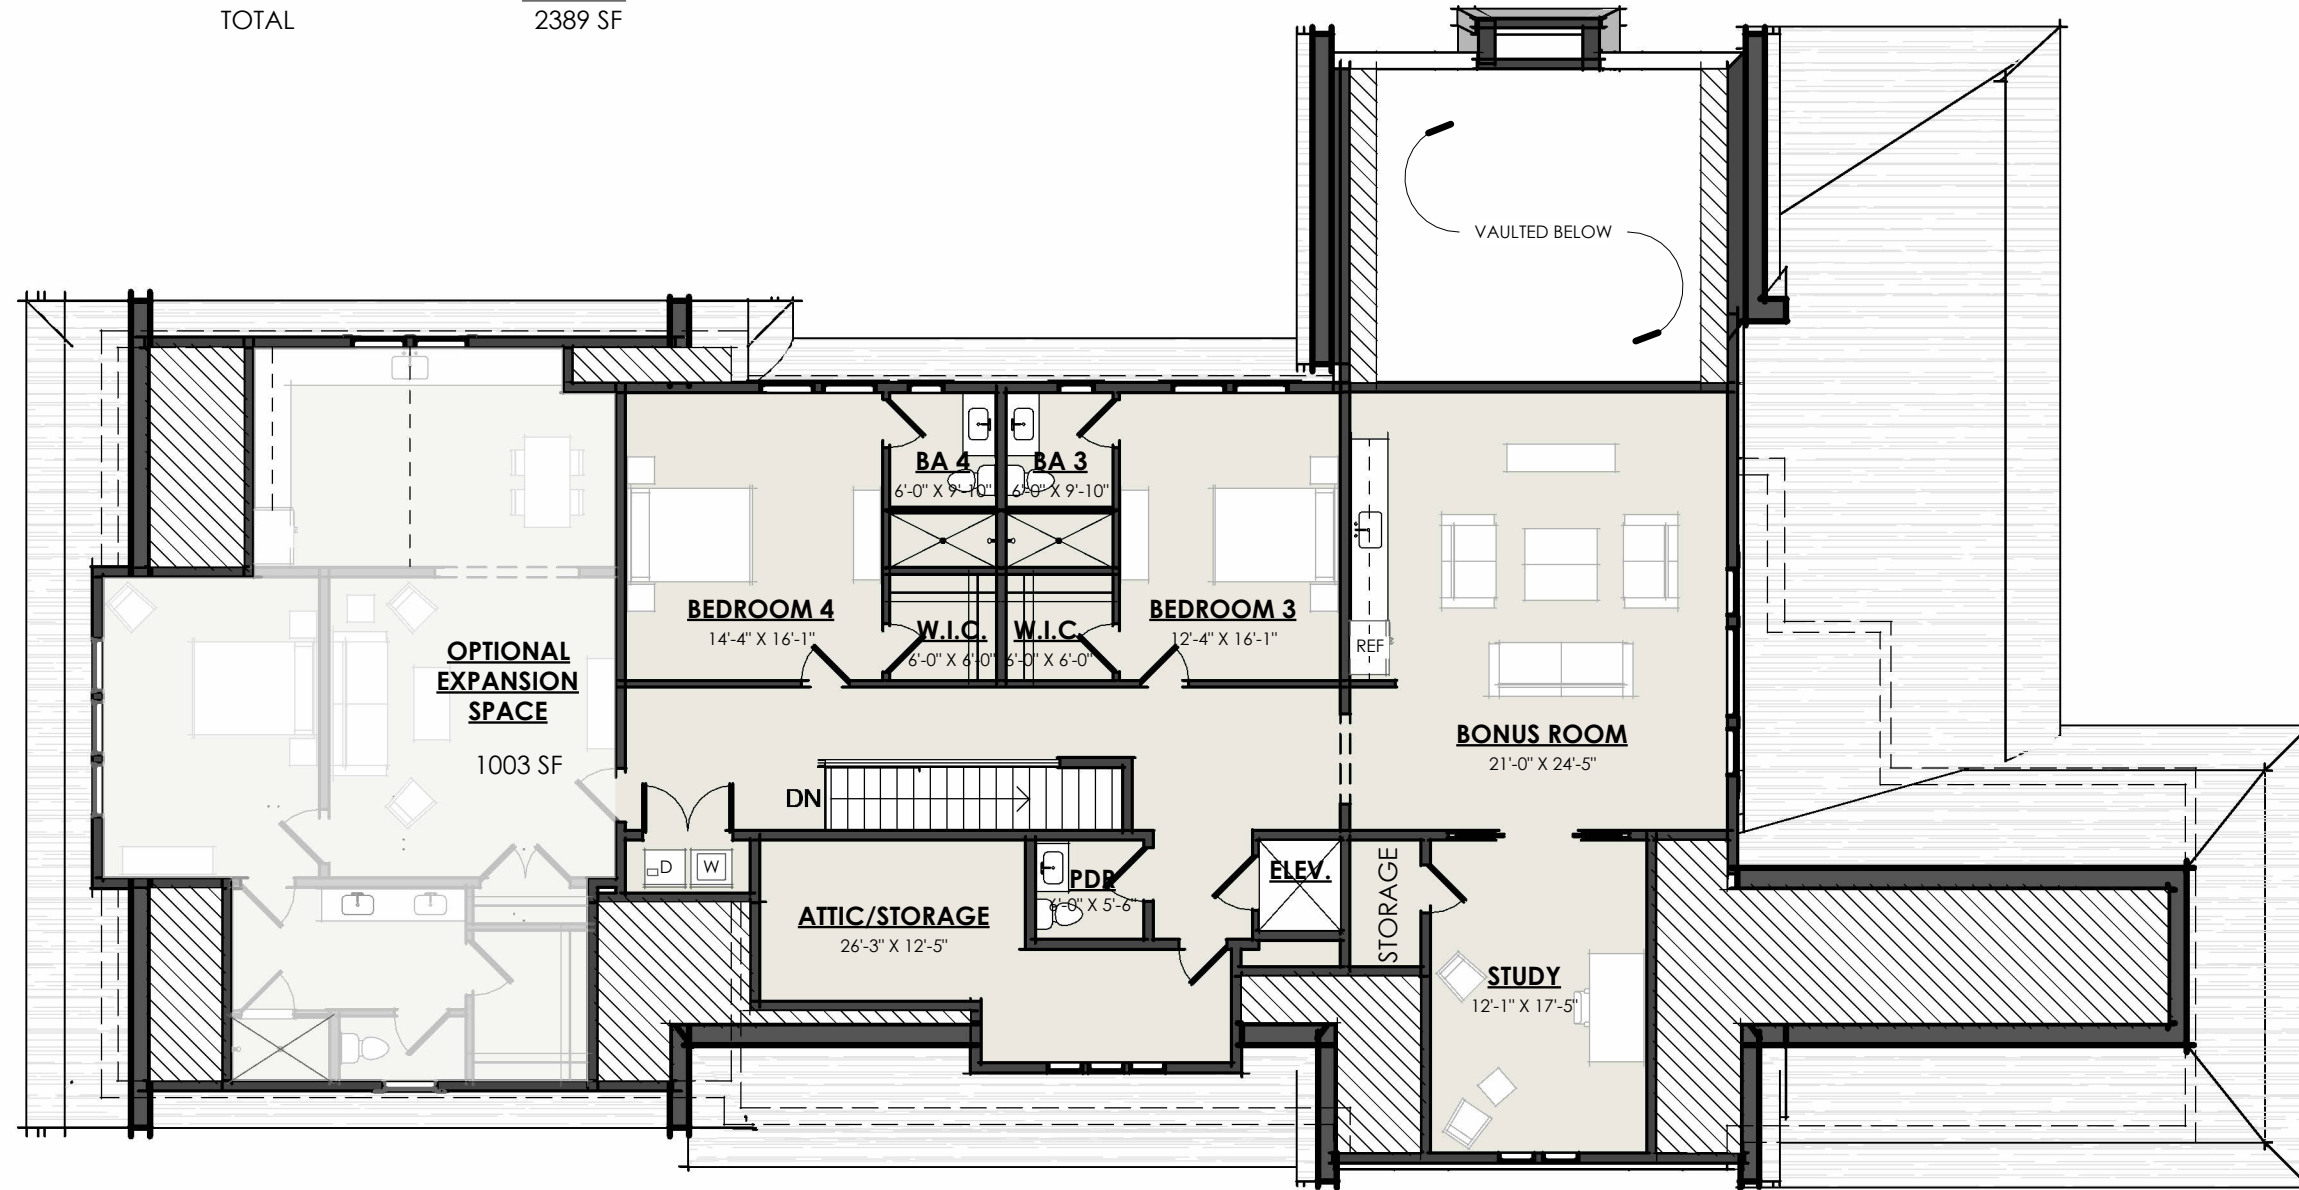 TOTAL 2389 SF
VAULTED BELOW
BA 4
6'-0" X 9'-10"
BA 3
6'-0" X 9'-10"
BEDROOM 4
14'-4" X 16'-1"
W.I.C.
6'-0" X 6'-0"
W.I.C.
6'-0" X 6'-0"
BEDROOM 3
12'-4" X 16'-1"
REF
OPTIONAL
EXPANSION
SPACE
1003 SF
BONUS ROOM
21'-0" X 24'-5"
DN
D
W
PDR
6'-0" X 5'-6"
ELEV.
STORAGE
ATTIC/STORAGE
26'-3" X 12'-5"
STUDY
12'-1" X 17'-5"